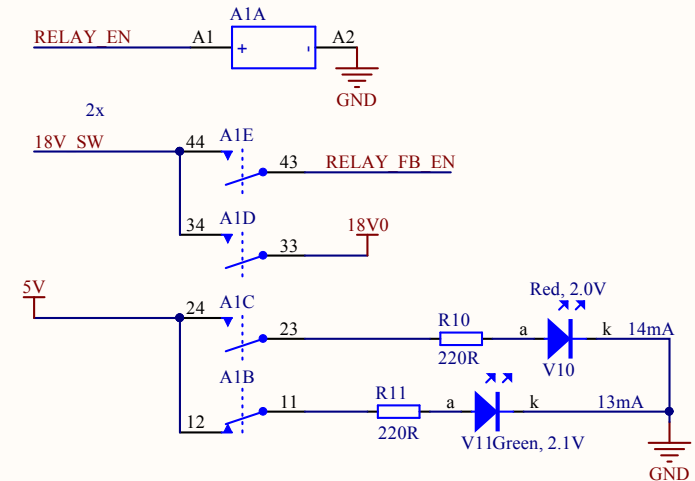 A1A
RELAY_EN A1 + - A2
GND
2x
18V_SW 44 A1E
43 RELAY_FB_EN
34 A1D
33 18V0
5V
24 A1C
23 R10 220R a Red, 2.0V V10 k 14mA
A1B
12 11 R11 220R a V11Green, 2.1V k 13mA
GND